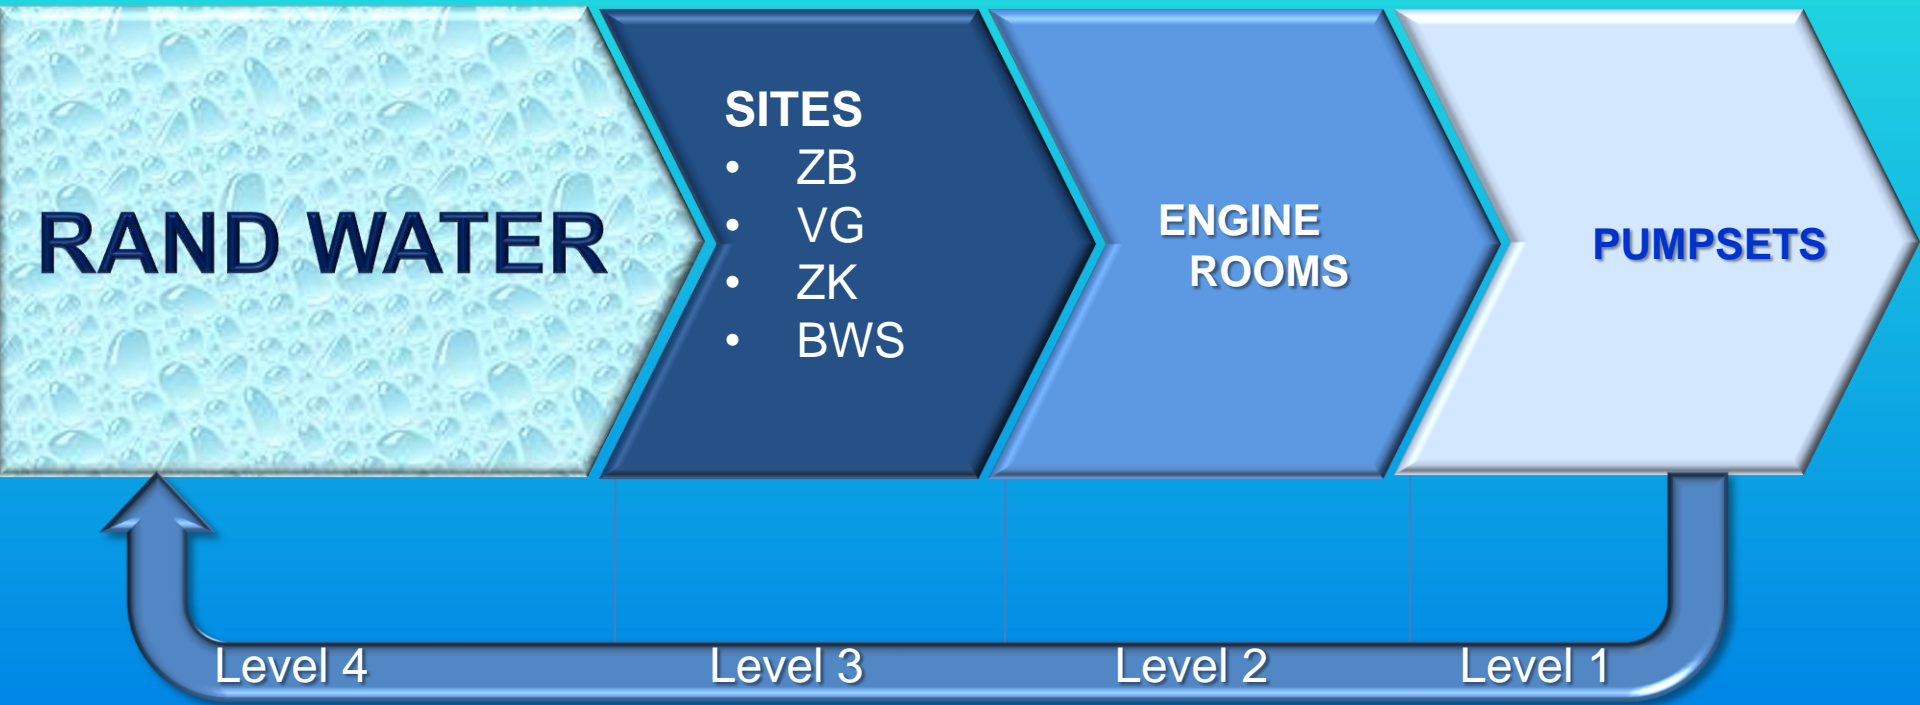 RAND WATER
SITES
• ZB
• VG
• ZK
• BWS
ENGINE
ROOMS
PUMPSETS
Level 4
Level 3
Level 2
Level 1